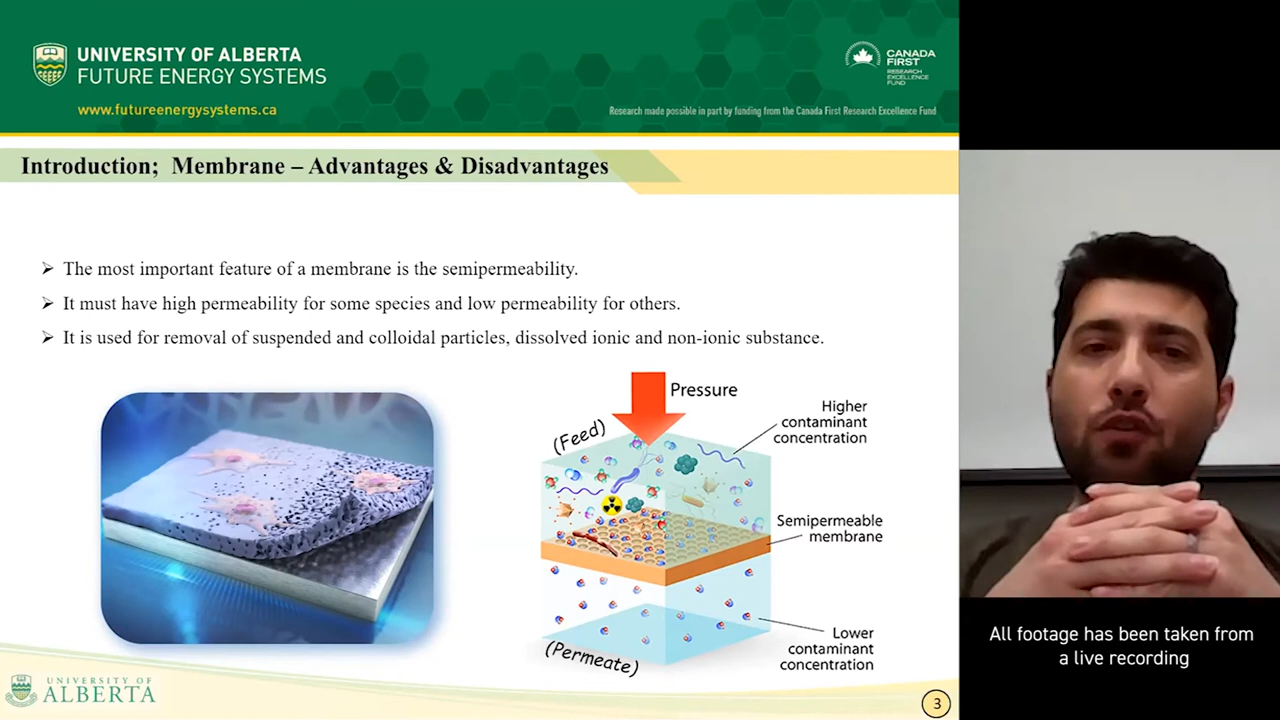 UNIVERSITY OF ALBERTA
FUTURE ENERGY SYSTEMS
www.futureenergysystems.ca
CANADA
FIRST
RESEARCH
EXCELLENCE
FUND
Research made possible in part by funding from the Canada First Research Excellence Fund
Introduction; Membrane – Advantages & Disadvantages
➢ The most important feature of a membrane is the semipermeability.
➢ It must have high permeability for some species and low permeability for others.
➢ It is used for removal of suspended and colloidal particles, dissolved ionic and non-ionic substance.
Pressure
(Feed)
Higher
contaminant
concentration
Semipermeable
membrane
Lower
contaminant
concentration
(Permeate)
UNIVERSITY OF
ALBERTA
3
All footage has been taken from
a live recording